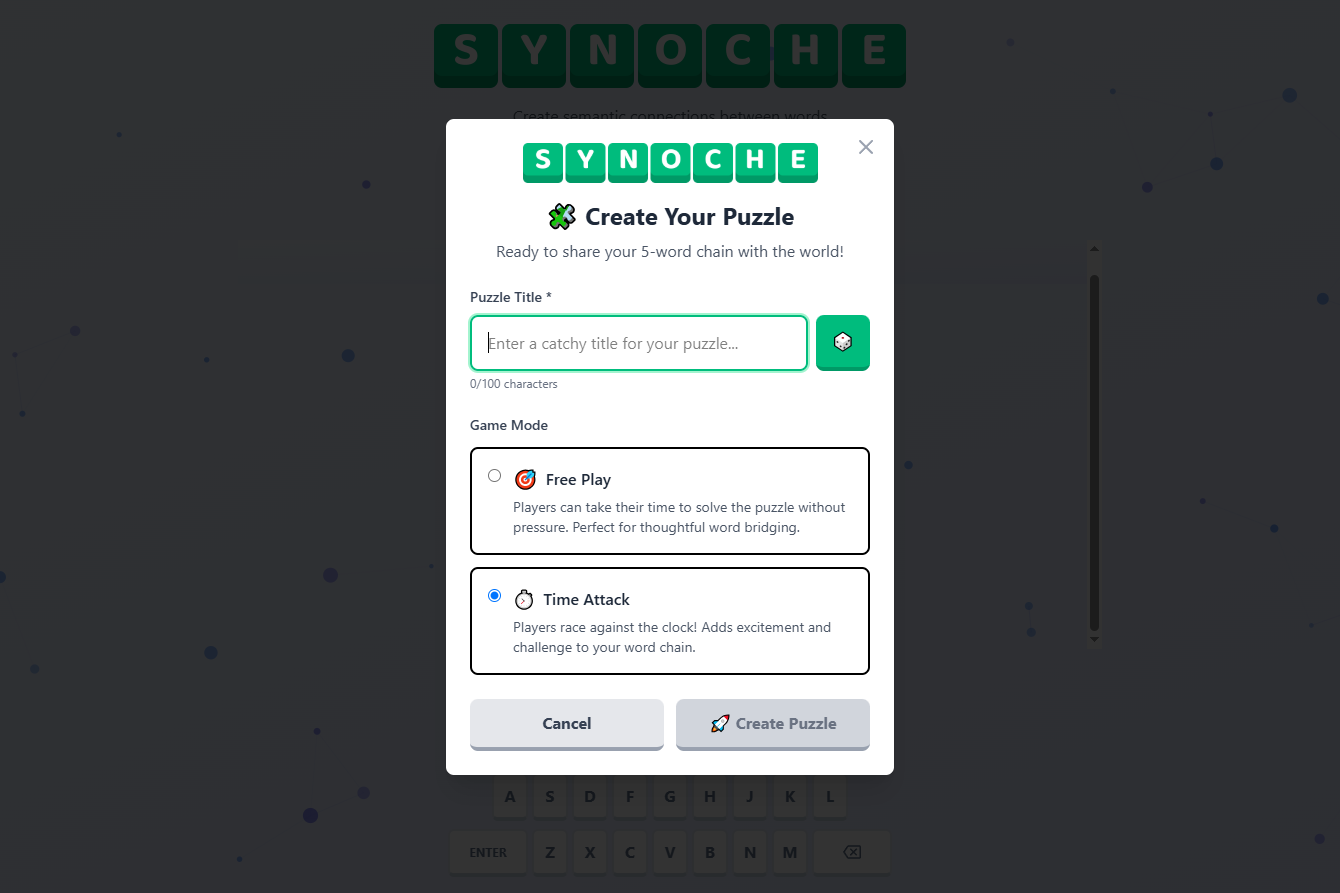 SYNOCHE
Create semantic connections between words
SYNOCHE
Create Your Puzzle
Ready to share your 5-word chain with the world!
Puzzle Title *
Enter a catchy title for your puzzle...
0/100 characters
Game Mode
Free Play
Players can take their time to solve the puzzle without
pressure. Perfect for thoughtful word bridging.
Time Attack
Players race against the clock! Adds excitement and
challenge to your word chain.
Cancel Create Puzzle
A S D F G H J K L
ENTER Z X C V B N M